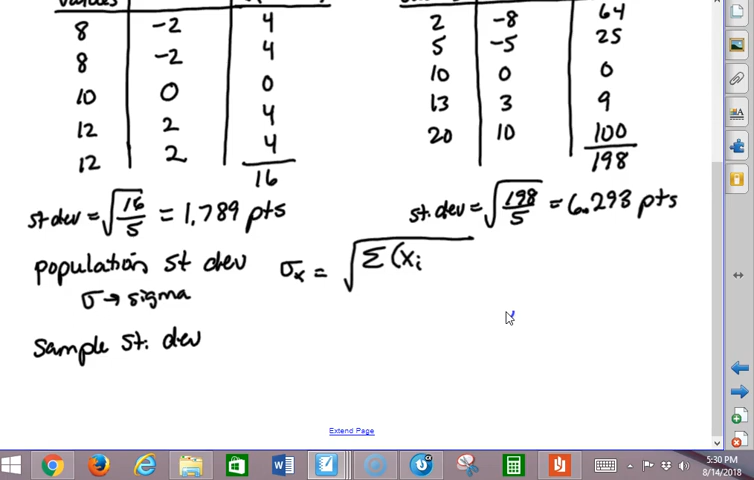 values
8 -2 4
8 -2 4
10 0 0
12 2 4
12 2 4
16
2 -8 64
5 -5 25
10 0 0
13 3 9
20 10 100
198
st dev = √16/5 = 1.789 pts
st. dev = √198/5 = 6.293 pts
population st dev σx = √Σ(xi
σ → sigma
Sample st. dev
Extend Page
5:30 PM
8/14/2018